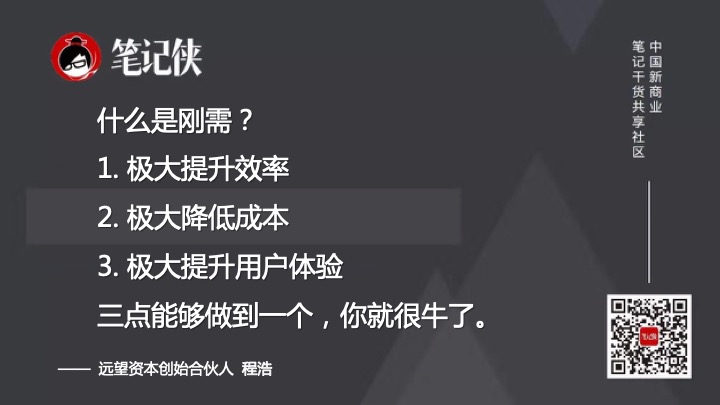 笔记侠
什么是刚需？
1. 极大提升效率
2. 极大降低成本
3. 极大提升用户体验
三点能够做到一个，你就很牛了。
—— 远望资本创始合伙人 程浩
中国新商业
笔记干货共享社区